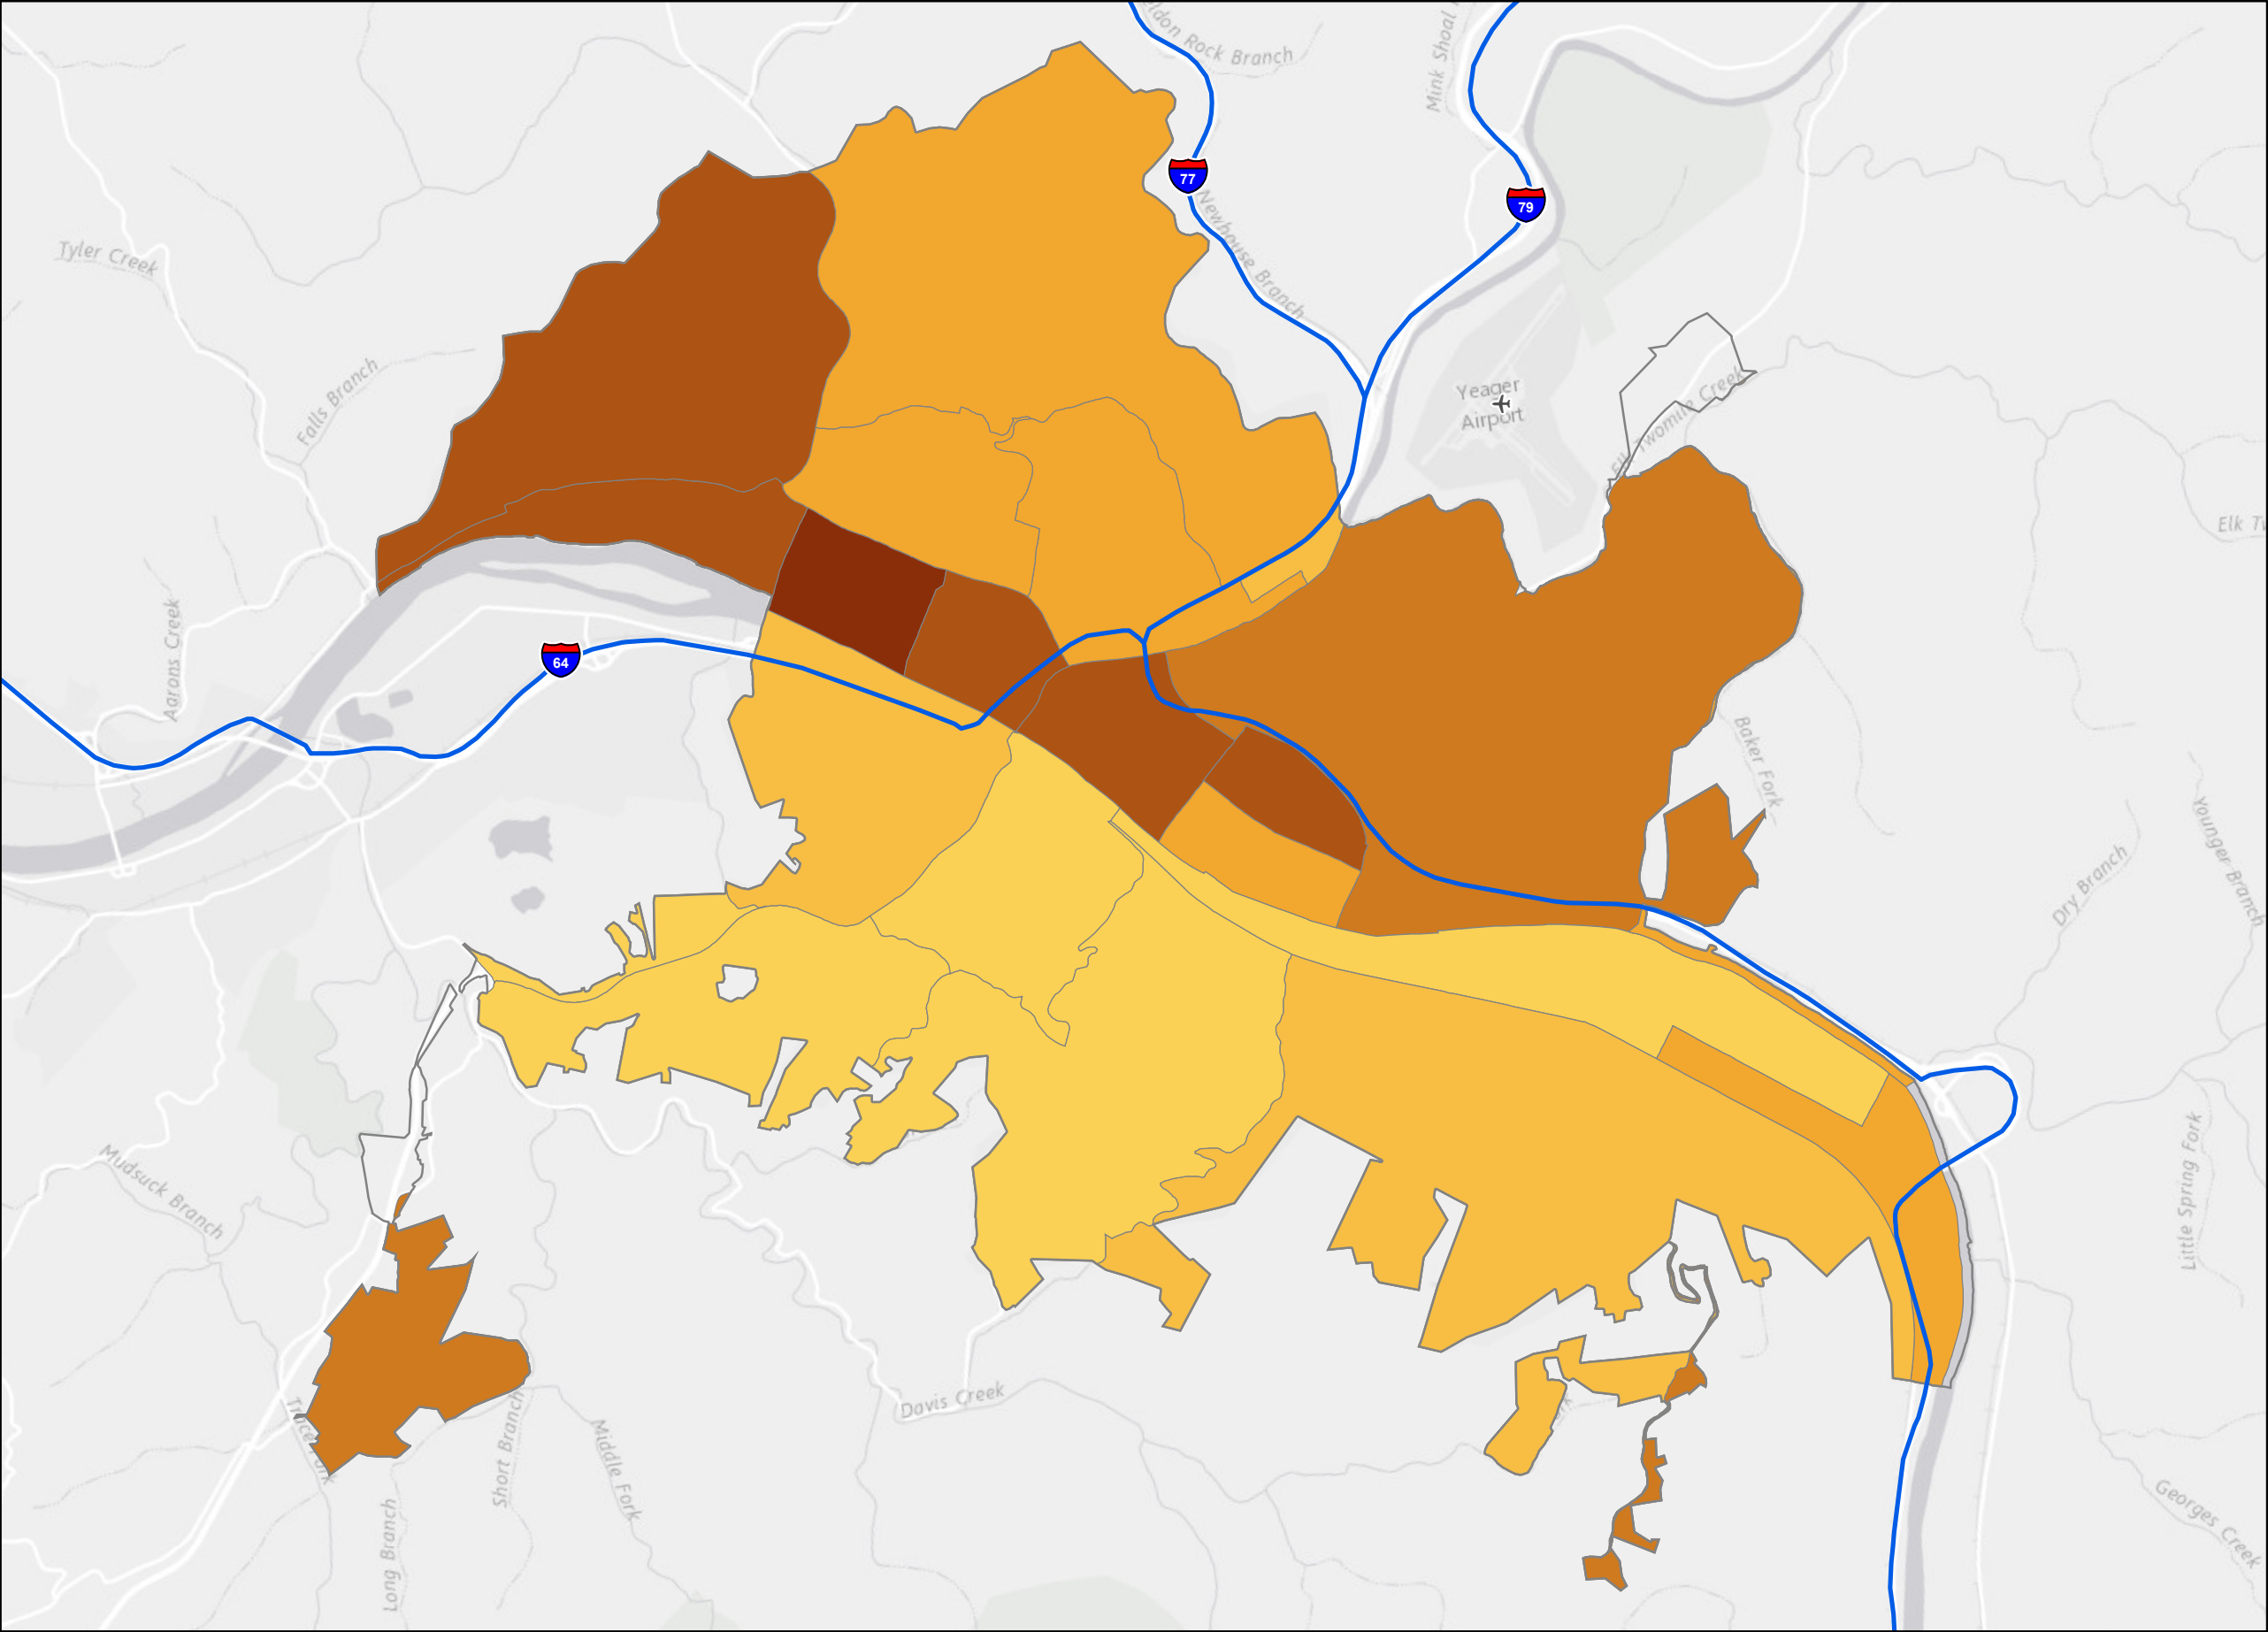 Rock Branch
Mink Shoal
77
79
Newhouse Branch
Tyler Creek
Falls Branch
Yeager
Airport
Elk Twomile Creek
Aarons Creek
64
Baker Fork
Younger Branch
Dry Branch
Mudsuck Branch
Little Spring Fork
Davis Creek
Short Branch
Middle Fork
Long Branch
Georges Creek